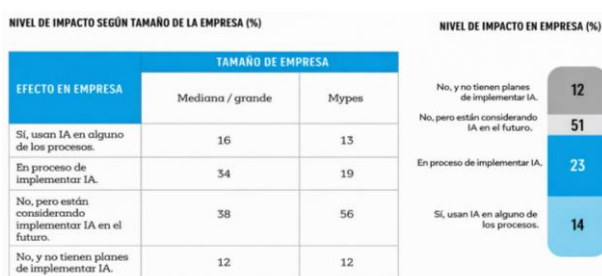 NIVEL DE IMPACTO SEGÚN TAMAÑO DE LA EMPRESA (%)
TAMAÑO DE EMPRESA
EFECTO EN EMPRESA
Mediana / grande
Mypes
Sí, usan IA en alguno
de los procesos.
16
13
En proceso de
implementar IA.
34
19
No, pero están
considerando
implementar IA en el
futuro.
38
56
No, y no tienen planes
de implementar IA.
12
12
NIVEL DE IMPACTO EN EMPRESA (%)
No, y no tienen planes
de implementar IA.
12
No, pero están considerando
IA en el futuro.
51
En proceso de implementar IA.
23
Sí, usan IA en alguno de
los procesos.
14